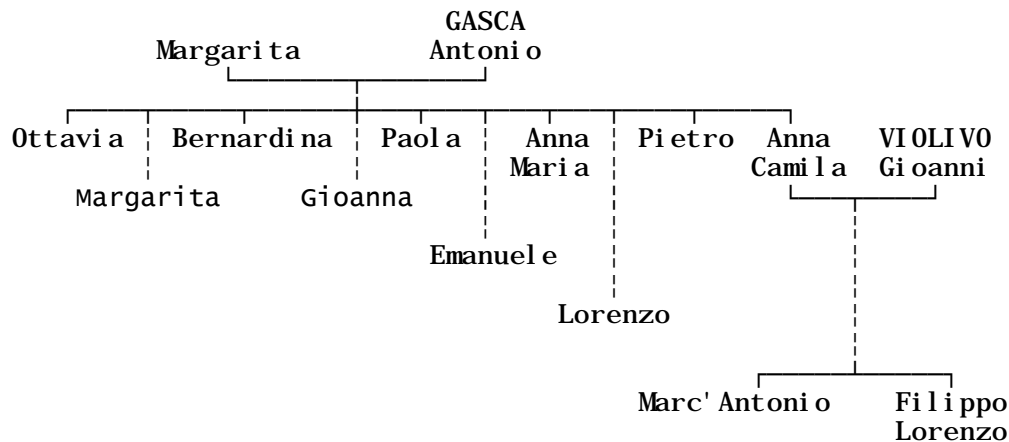 GASCA
Margarita Antonio
Ottavia Bernardina Paola Anna Pietro Anna VIOLIVO
Maria Camila Gioanni
Margarita Gioanna
Emanuele
Lorenzo
Marc'Antonio Filippo
Lorenzo